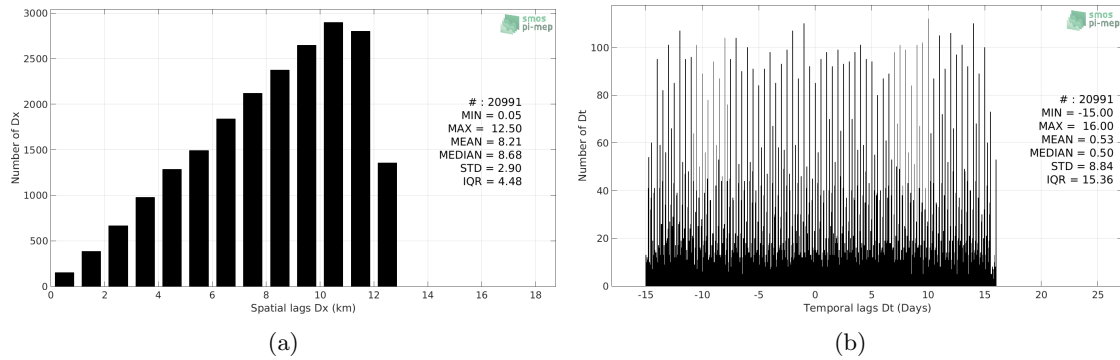 smos
pi-mep
3000
2500
2000
1500
1000
500
0
Number of Dx
# : 20991
MIN = 0.05
MAX = 12.50
MEAN = 8.21
MEDIAN = 8.68
STD = 2.90
IQR = 4.48
0 2 4 6 8 10 12 14 16 18
Spatial lags Dx (km)
(a)
smos
pi-mep
100
80
60
40
20
0
Number of Dt
# : 20991
MIN = -15.00
MAX = 16.00
MEAN = 0.53
MEDIAN = 0.50
STD = 8.84
IQR = 15.36
-15 -10 -5 0 5 10 15 20 25
Temporal lags Dt (Days)
(b)